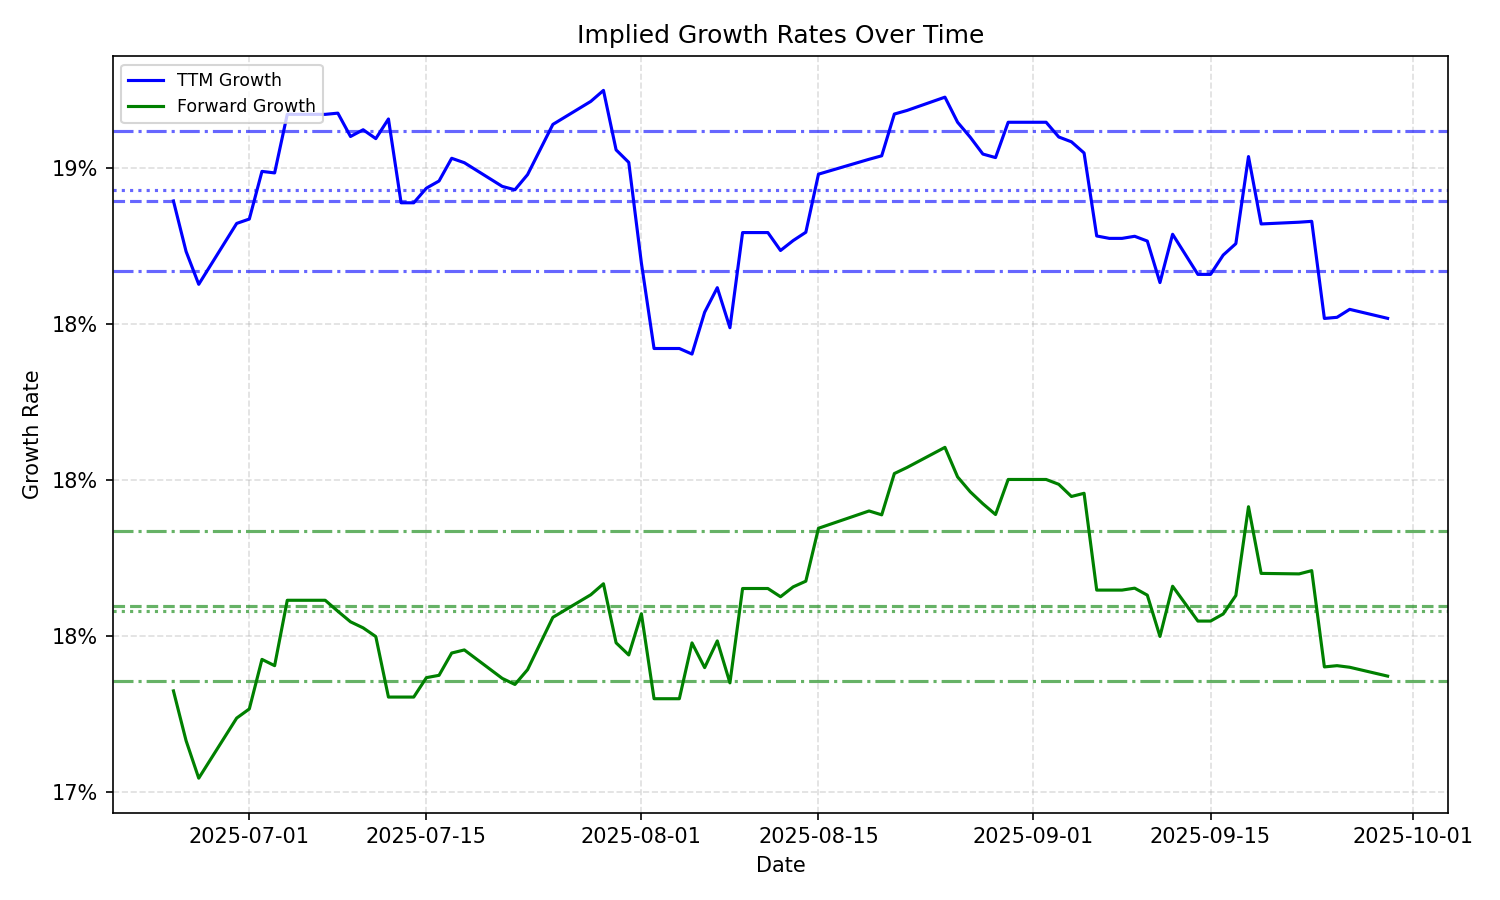 Implied Growth Rates Over Time
TTM Growth
Forward Growth
19%
18%
18%
18%
17%
Growth Rate
2025-07-01
2025-07-15
2025-08-01
2025-08-15
2025-09-01
2025-09-15
2025-10-01
Date